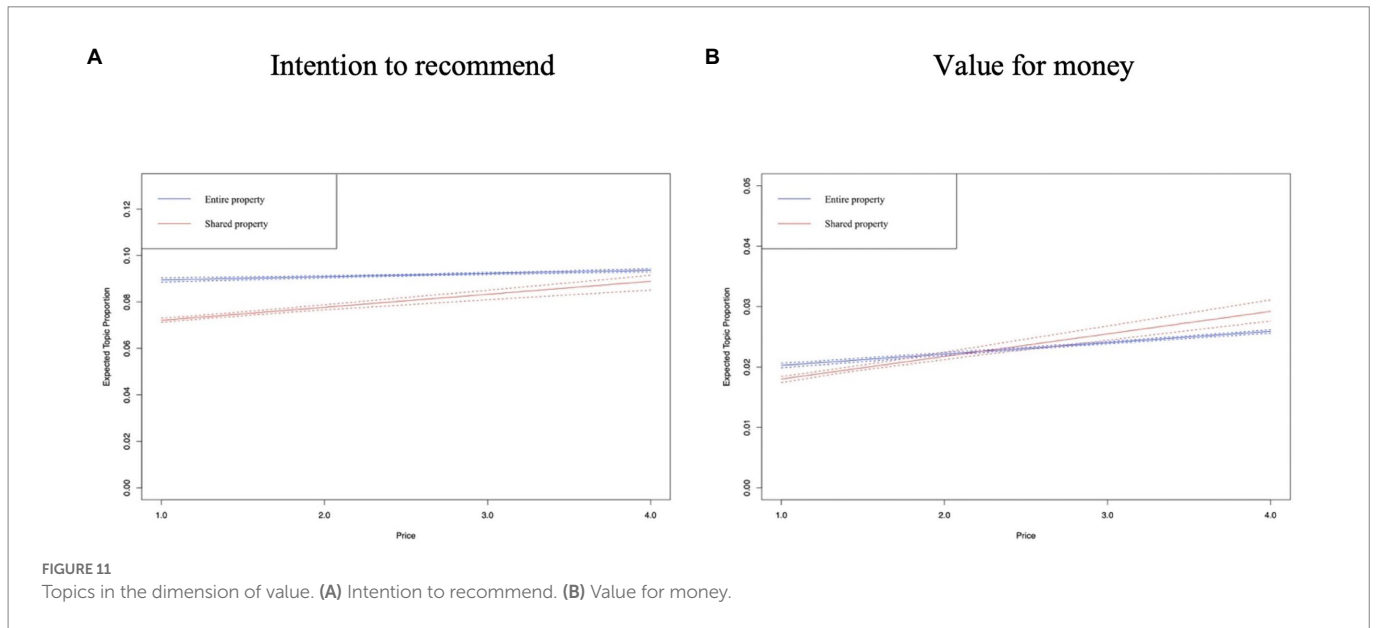 A
Intention to recommend
Entire property
Shared property
Expected Topic Proportion
0.00
0.02
0.04
0.06
0.08
0.10
0.12
1.0
2.0
3.0
4.0
Price
B
Value for money
Entire property
Shared property
Expected Topic Proportion
0.00
0.01
0.02
0.03
0.04
0.05
1.0
2.0
3.0
4.0
Price
FIGURE 11
Topics in the dimension of value. (A) Intention to recommend. (B) Value for money.